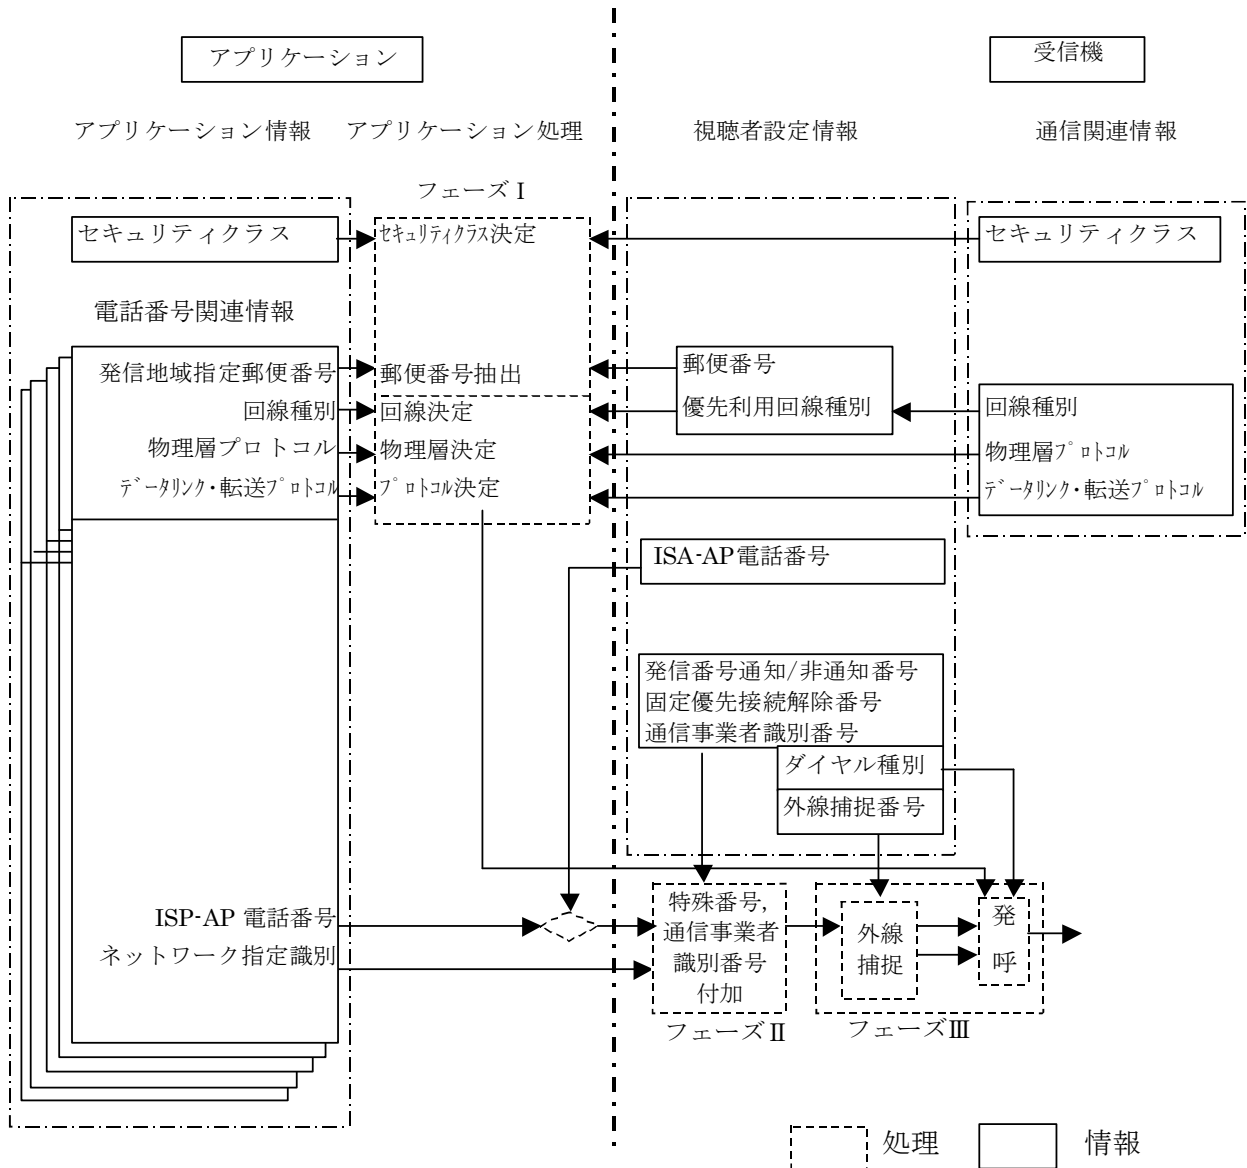 アプリケーション
受信機
アプリケーション情報
アプリケーション処理
視聴者設定情報
通信関連情報
フェーズⅠ
セキュリティクラス
ｾｷｭﾘﾃｨｸﾗｽ決定
セキュリティクラス
電話番号関連情報
発信地域指定郵便番号
郵便番号抽出
郵便番号
回線種別
回線決定
優先利用回線種別
回線種別
物理層プロトコル
物理層決定
物理層ﾌﾟﾛﾄｺﾙ
ﾃﾞｰﾀﾘﾝｸ・転送ﾌﾟﾛﾄｺﾙ
ﾌﾟﾛﾄｺﾙ決定
ﾃﾞｰﾀﾘﾝｸ・転送ﾌﾟﾛﾄｺﾙ
ISA-AP電話番号
発信番号通知/非通知番号
固定優先接続解除番号
通信事業者識別番号
ダイヤル種別
外線捕捉番号
ISP-AP 電話番号
ネットワーク指定識別
特殊番号,
通信事業者
識別番号
付加
外線
捕捉
発
呼
フェーズⅡ
フェーズⅢ
処理
情報